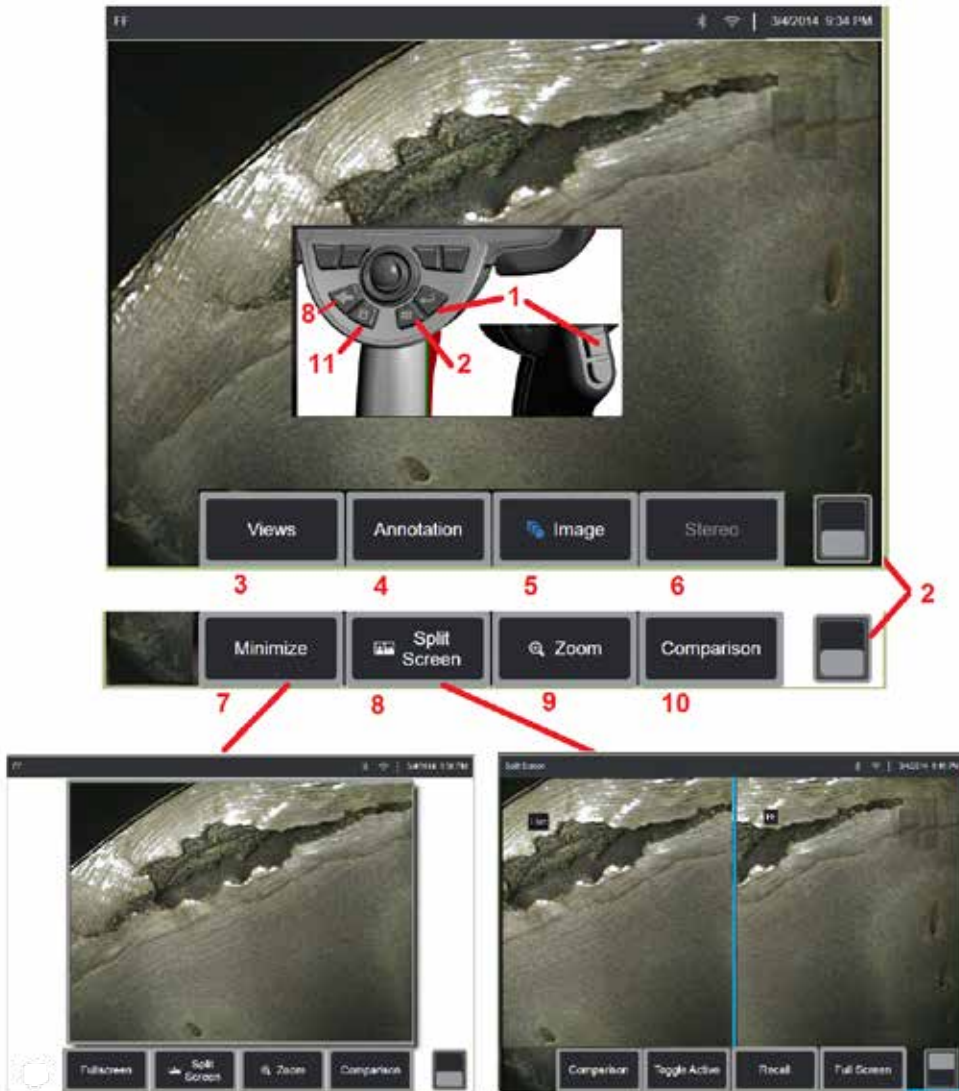 FF 3/4/2014 9:34 PM
1
8
11 2
Views Annotation Image Stereo
3 4 5 6
2
Minimize Split Screen Zoom Comparison
7 8 9 10
FF
Split Screen
FF
Fullscreen Split Screen Zoom Comparison
Comparison Toggle Active Recall Full Screen